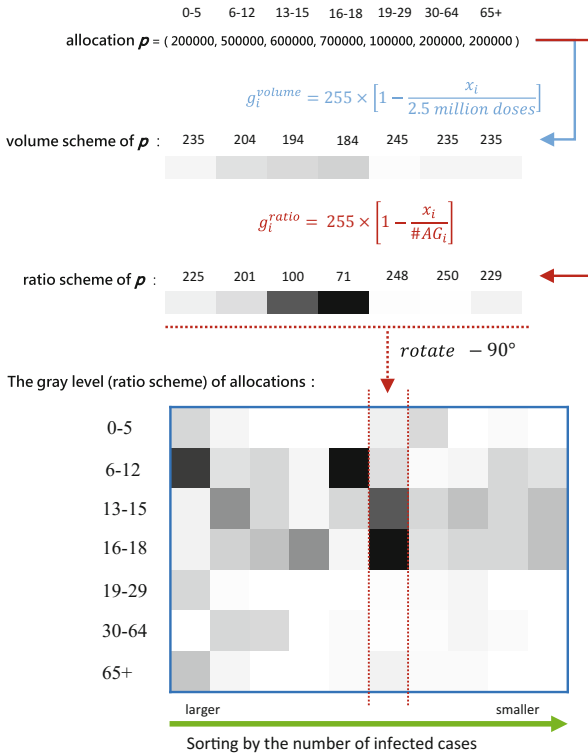 0-5 6-12 13-15 16-18 19-29 30-64 65+
allocation p = ( 200000, 500000, 600000, 700000, 100000, 200000, 200000 )
g_i^{volume} = 255 × [1 − x_i / 2.5 million doses]
volume scheme of p : 235 204 194 184 245 235 235
g_i^{ratio} = 255 × [1 − x_i / #AG_i]
ratio scheme of p : 225 201 100 71 248 250 229
rotate − 90°
The gray level (ratio scheme) of allocations :
0-5
6-12
13-15
16-18
19-29
30-64
65+
larger smaller
Sorting by the number of infected cases